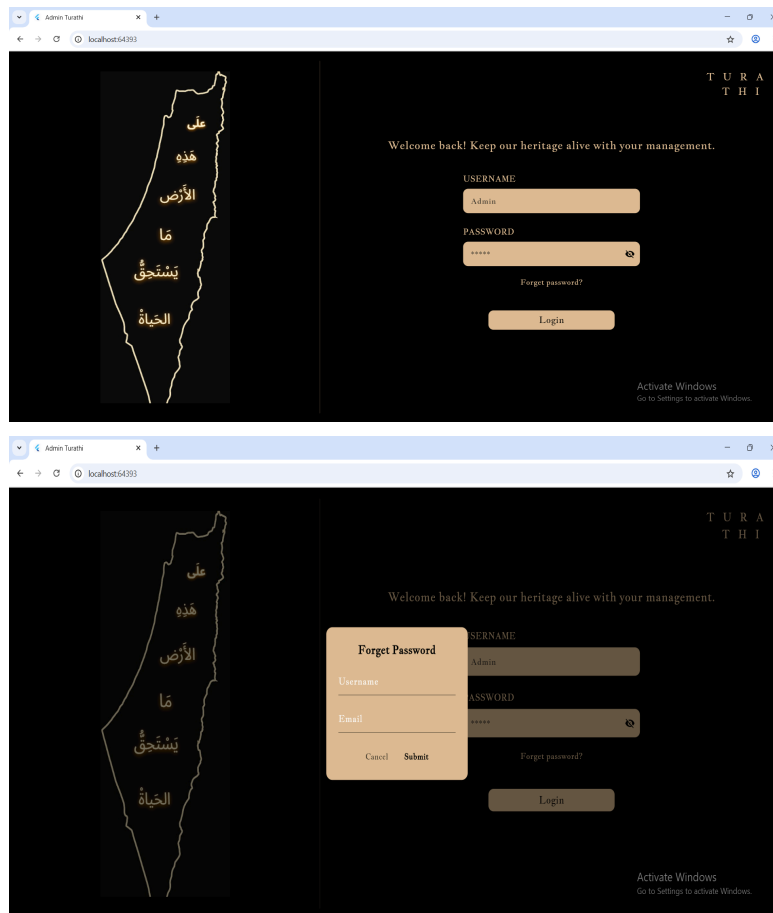 Admin Turathi
localhost:64393
T U R A
T H I
على
هَذِهِ
الأَرْض
مَا
يَسْتَحِقُّ
الحَياةْ
Welcome back! Keep our heritage alive with your management.
USERNAME
Admin
PASSWORD
*****
Forget password?
Login
Activate Windows
Go to Settings to activate Windows.
Admin Turathi
localhost:64393
T U R A
T H I
على
هَذِهِ
الأَرْض
مَا
يَسْتَحِقُّ
الحَياةْ
Welcome back! Keep our heritage alive with your management.
SERNAME
Admin
ASSWORD
*****
Forget password?
Login
Forget Password
Username
Email
Cancel Submit
Activate Windows
Go to Settings to activate Windows.